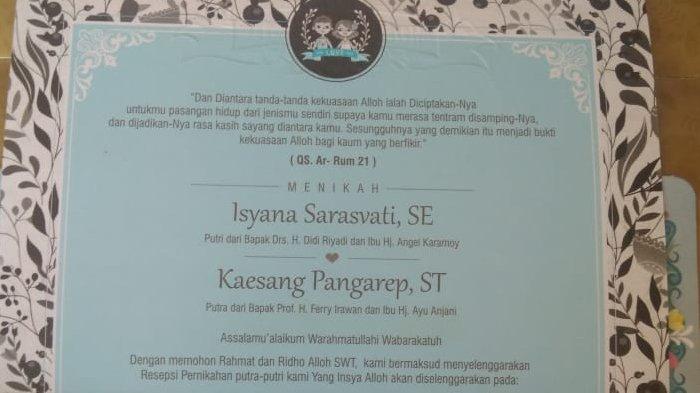 LOVE
"Dan Diantara tanda-tanda kekuasaan Alloh ialah Diciptakan-Nya
untukmu pasangan hidup dari jenismu sendiri supaya kamu merasa tentram disamping-Nya,
dan dijadikan-Nya rasa kasih sayang diantara kamu. Sesungguhnya yang demikian itu menjadi bukti
kekuasaan Alloh bagi kaum yang berfikir."
( QS. Ar- Rum 21 )
MENIKAH
Isyana Sarasvati, SE
Putri dari Bapak Drs. H. Didi Riyadi dan Ibu Hj. Angel Karamoy
Kaesang Pangarep, ST
Putra dari Bapak Prof. H. Ferry Irawan dan Ibu Hj. Ayu Anjani
Assalamu'alaikum Warahmatullahi Wabarakatuh
Dengan memohon Rahmat dan Ridho Alloh SWT, kami bermaksud menyelenggarakan
Resepsi Pernikahan putra-putri kami Yang Insya Alloh akan diselenggarakan pada: